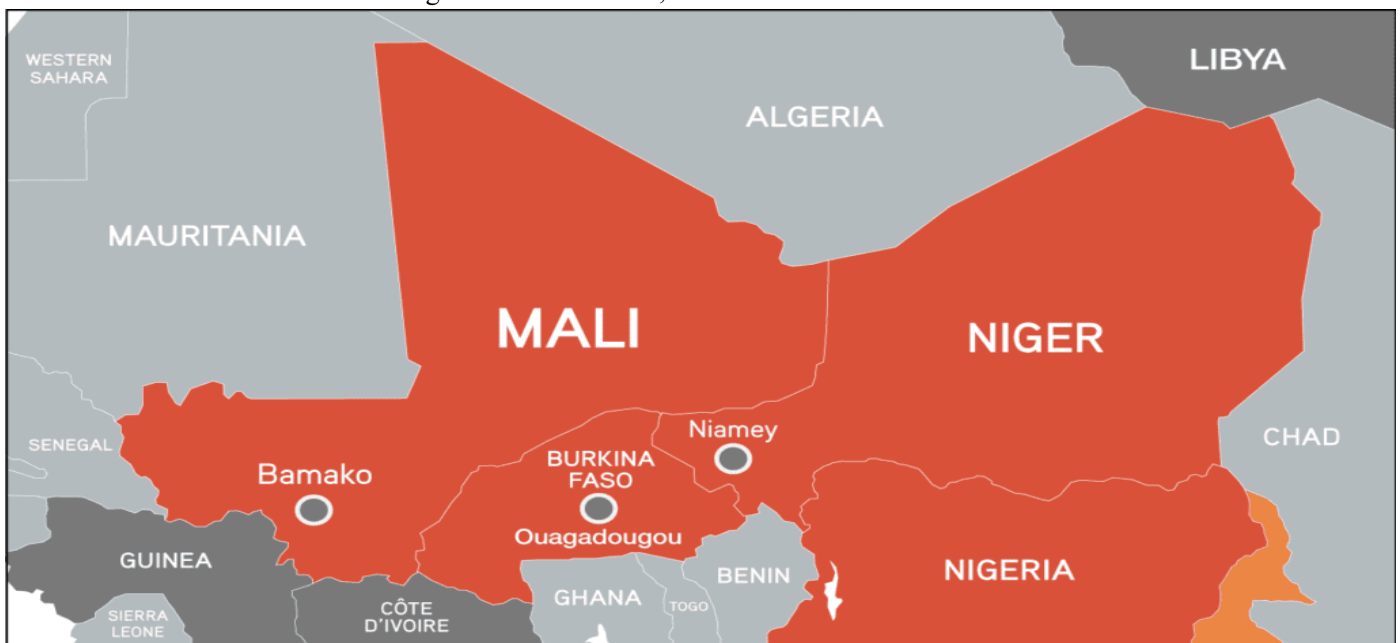 WESTERN
SAHARA
LIBYA
ALGERIA
MAURITANIA
MALI
NIGER
Niamey
SENEGAL
CHAD
BURKINA
FASO
Bamako
Ouagadougou
GUINEA
NIGERIA
BENIN
GHANA
TOGO
CÔTE
D'IVOIRE
SIERRA
LEONE